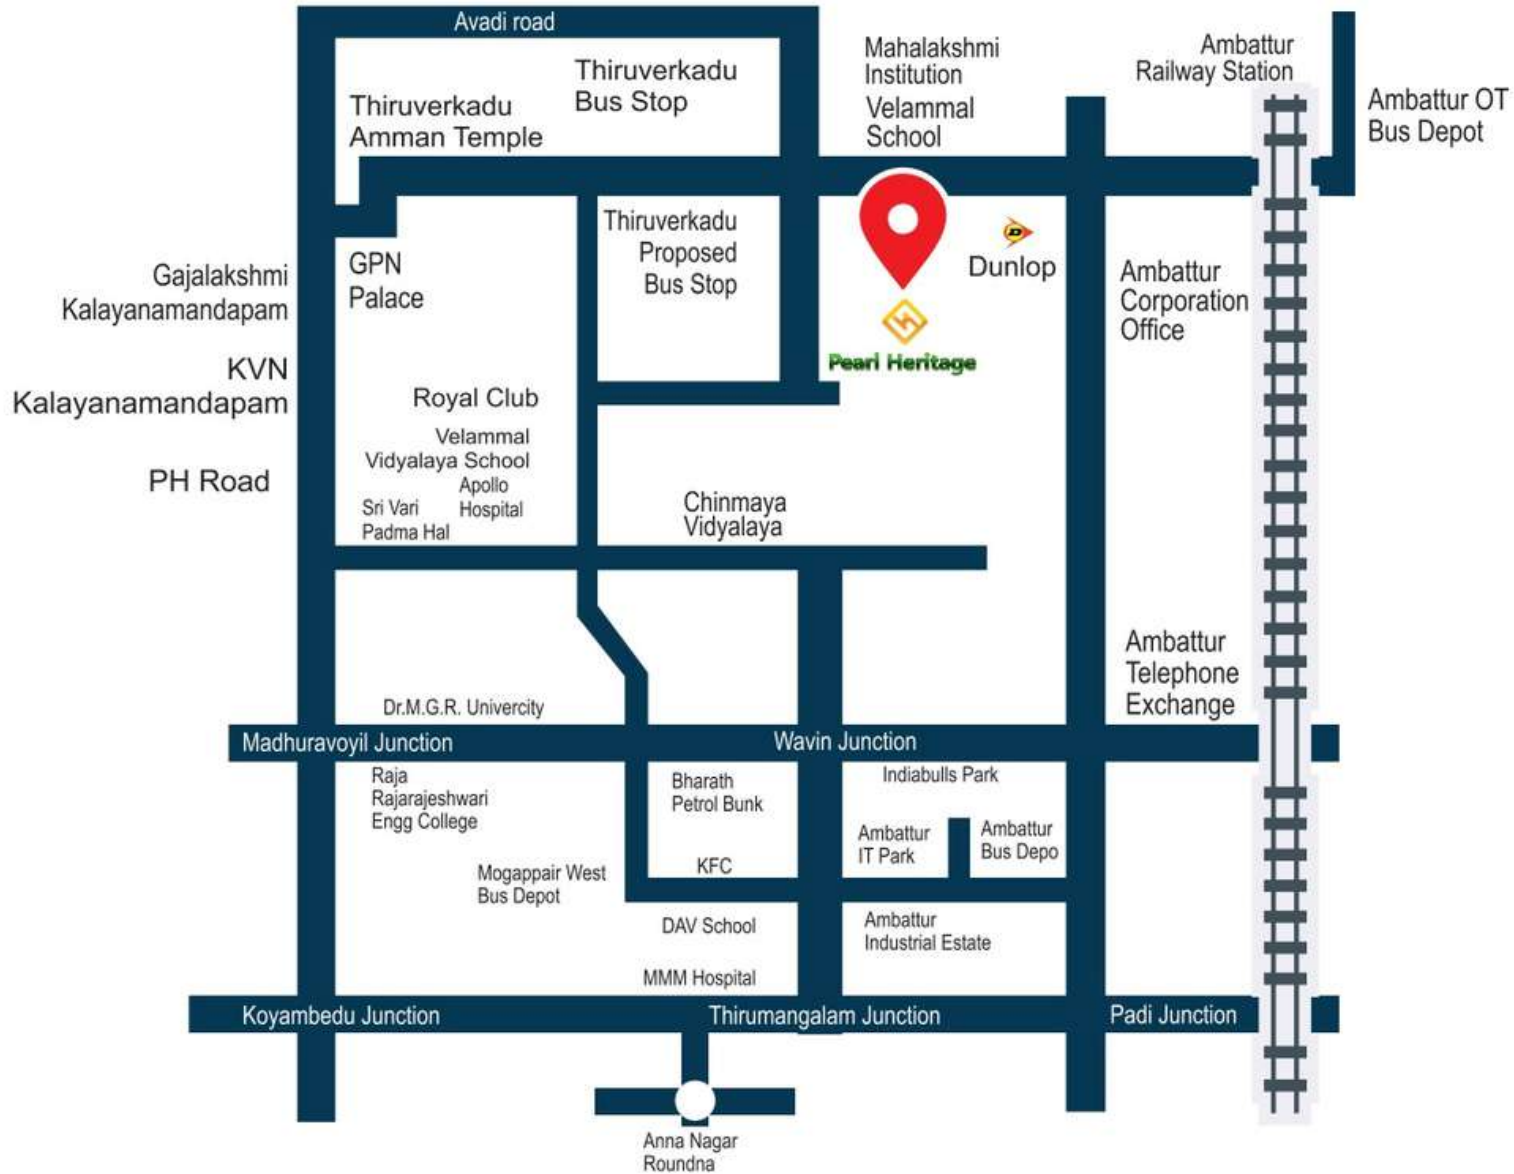 Avadi road
Thiruverkadu
Bus Stop
Mahalakshmi
Institution
Velammal
School
Ambattur
Railway Station
Ambattur OT
Bus Depot
Thiruverkadu
Amman Temple
Thiruverkadu
Proposed
Bus Stop
D
Dunlop
Pearl Heritage
Ambattur
Corporation
Office
GPN
Palace
Gajalakshmi
Kalayanamandapam
KVN
Kalayanamandapam
PH Road
Royal Club
Velammal
Vidyalaya School
Apollo
Hospital
Sri Vari
Padma Hal
Chinmaya
Vidyalaya
Ambattur
Telephone
Exchange
Dr.M.G.R. Univercity
Madhuravoyil Junction
Wavin Junction
Raja
Rajarajeshwari
Engg College
Bharath
Petrol Bunk
Indiabulls Park
Ambattur
IT Park
Ambattur
Bus Depo
Mogappair West
Bus Depot
KFC
DAV School
Ambattur
Industrial Estate
MMM Hospital
Koyambedu Junction
Thirumangalam Junction
Padi Junction
Anna Nagar
Roundna